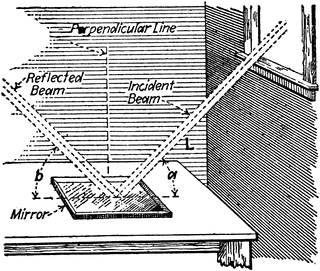 Perpendicular Line
Reflected
Beam
Incident
Beam
L
b
a
Mirror